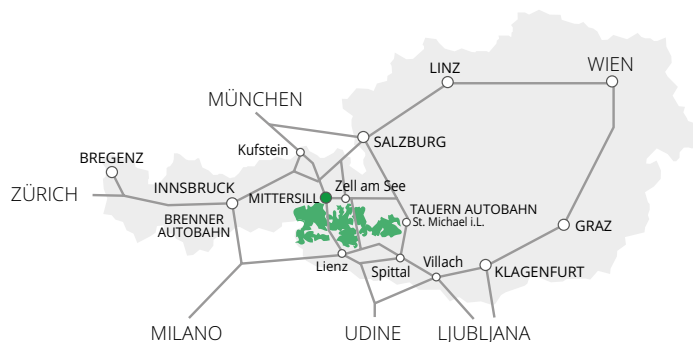 LINZ
WIEN
MÜNCHEN
SALZBURG
Kufstein
BREGENZ
ZÜRICH
INNSBRUCK
MITTERSILL
Zell am See
BRENNER
AUTOBAHN
TAUERN AUTOBAHN
St. Michael i.L.
GRAZ
Lienz
Spittal
Villach
KLAGENFURT
MILANO
UDINE
LJUBLJANA